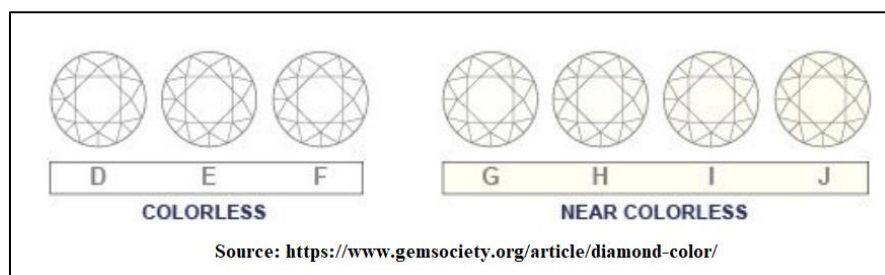 D E F G H I J
COLORLESS NEAR COLORLESS
Source: https://www.gemsociety.org/article/diamond-color/